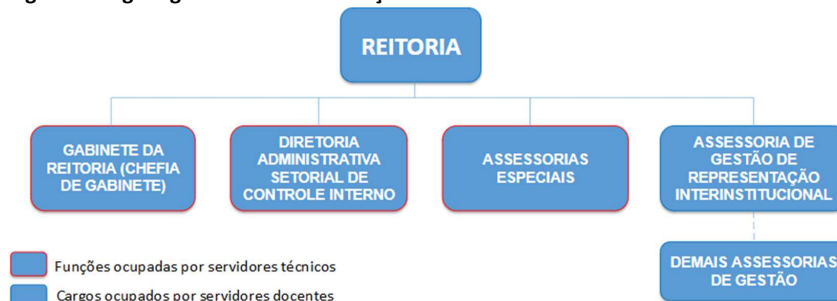 REITORIA
GABINETE DA
REITORIA (CHEFIA
DE GABINETE)
DIRETORIA
ADMINISTRATIVA
SETORIAL DE
CONTROLE INTERNO
ASSESSORIAS
ESPECIAIS
ASSESSORIA DE
GESTÃO DE
REPRESENTAÇÃO
INTERINSTITUCIONAL
DEMAIS ASSESSORIAS
DE GESTÃO
Funções ocupadas por servidores técnicos
Cargos ocupados por servidores docentes